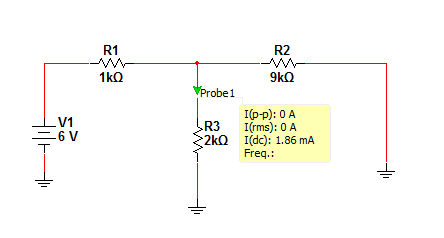 R1
1kΩ
R2
9kΩ
Probe1
V1
6 V
R3
2kΩ
I(p-p): 0 A
I(rms): 0 A
I(dc): 1.86 mA
Freq.: